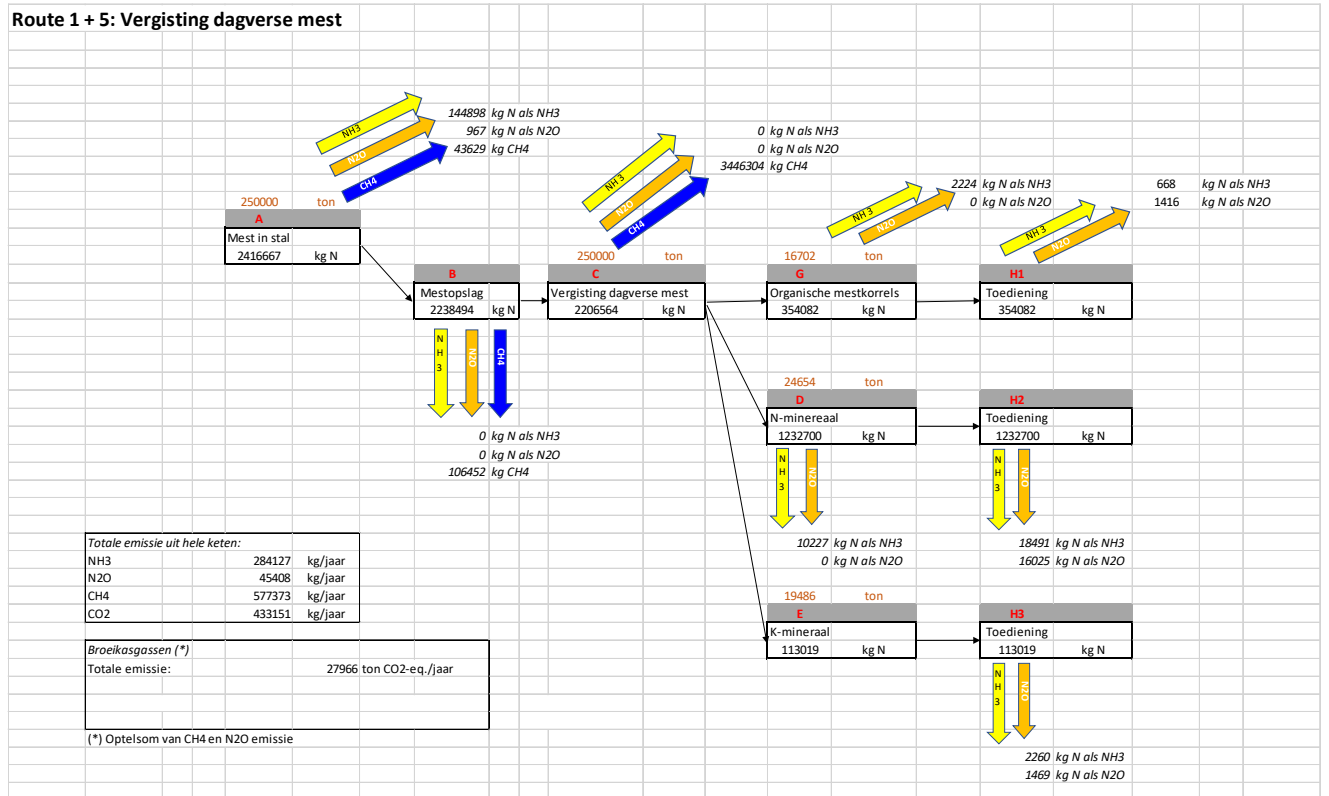 Route 1 + 5: Vergisting dagverse mest
NH3
N2O
CH4
144898 kg N als NH3
967 kg N als N2O
43629 kg CH4
NH 3
N2O
CH4
0 kg N als NH3
0 kg N als N2O
3446304 kg CH4
NH 3
N2O
2224 kg N als NH3
0 kg N als N2O
NH 3
N2O
668 kg N als NH3
1416 kg N als N2O
250000 ton
A
Mest in stal
2416667 kg N
B
Mestopslag
2238494 kg N
250000 ton
C
Vergisting dagverse mest
2206564 kg N
16702 ton
G
Organische mestkorrels
354082 kg N
H1
Toediening
354082 kg N
NH3
N2O
CH4
0 kg N als NH3
0 kg N als N2O
106452 kg CH4
24654 ton
D
N-minereaal
1232700 kg N
H2
Toediening
1232700 kg N
NH3
N2O
NH3
N2O
10227 kg N als NH3
0 kg N als N2O
18491 kg N als NH3
16025 kg N als N2O
19486 ton
E
K-mineraal
113019 kg N
H3
Toediening
113019 kg N
NH3
N2O
2260 kg N als NH3
1469 kg N als N2O
Totale emissie uit hele keten:
NH3 284127 kg/jaar
N2O 45408 kg/jaar
CH4 577373 kg/jaar
CO2 433151 kg/jaar
Broeikasgassen (*)
Totale emissie: 27966 ton CO2-eq./jaar
(*) Optelsom van CH4 en N2O emissie